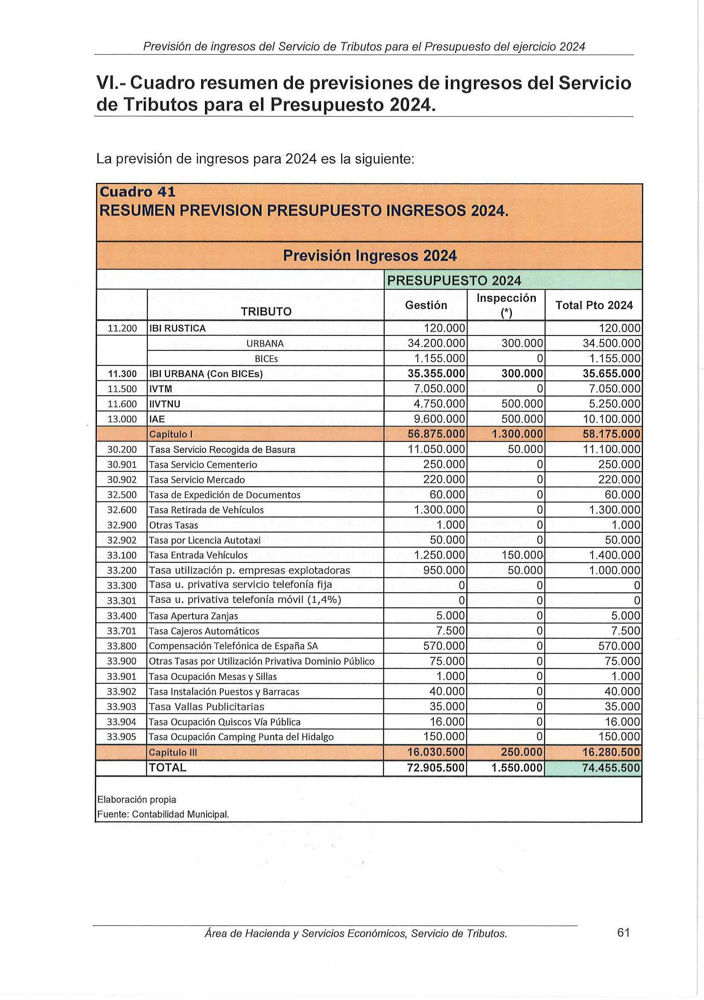 Previsión de ingresos del Servicio de Tributos para el Presupuesto del ejercicio 2024
VI.- Cuadro resumen de previsiones de ingresos del Servicio
de Tributos para el Presupuesto 2024.
La previsión de ingresos para 2024 es la siguiente:
Cuadro 41
RESUMEN PREVISION PRESUPUESTO INGRESOS 2024.
Previsión Ingresos 2024
PRESUPUESTO 2024
TRIBUTO Gestión Inspección (*) Total Pto 2024
11.200 IBI RUSTICA 120.000 120.000
URBANA 34.200.000 300.000 34.500.000
BICEs 1.155.000 0 1.155.000
11.300 IBI URBANA (Con BICEs) 35.355.000 300.000 35.655.000
11.500 IVTM 7.050.000 0 7.050.000
11.600 IIVTNU 4.750.000 500.000 5.250.000
13.000 IAE 9.600.000 500.000 10.100.000
Capítulo I 56.875.000 1.300.000 58.175.000
30.200 Tasa Servicio Recogida de Basura 11.050.000 50.000 11.100.000
30.901 Tasa Servicio Cementerio 250.000 0 250.000
30.902 Tasa Servicio Mercado 220.000 0 220.000
32.500 Tasa de Expedición de Documentos 60.000 0 60.000
32.600 Tasa Retirada de Vehículos 1.300.000 0 1.300.000
32.900 Otras Tasas 1.000 0 1.000
32.902 Tasa por Licencia Autotaxi 50.000 0 50.000
33.100 Tasa Entrada Vehículos 1.250.000 150.000 1.400.000
33.200 Tasa utilización p. empresas explotadoras 950.000 50.000 1.000.000
33.300 Tasa u. privativa servicio telefonía fija 0 0 0
33.301 Tasa u. privativa telefonía móvil (1,4%) 0 0 0
33.400 Tasa Apertura Zanjas 5.000 0 5.000
33.701 Tasa Cajeros Automáticos 7.500 0 7.500
33.800 Compensación Telefónica de España SA 570.000 0 570.000
33.900 Otras Tasas por Utilización Privativa Dominio Público 75.000 0 75.000
33.901 Tasa Ocupación Mesas y Sillas 1.000 0 1.000
33.902 Tasa Instalación Puestos y Barracas 40.000 0 40.000
33.903 Tasa Vallas Publicitarias 35.000 0 35.000
33.904 Tasa Ocupación Quiscos Vía Pública 16.000 0 16.000
33.905 Tasa Ocupación Camping Punta del Hidalgo 150.000 0 150.000
Capítulo III 16.030.500 250.000 16.280.500
TOTAL 72.905.500 1.550.000 74.455.500
Elaboración propia
Fuente: Contabilidad Municipal.
Área de Hacienda y Servicios Económicos, Servicio de Tributos.
61